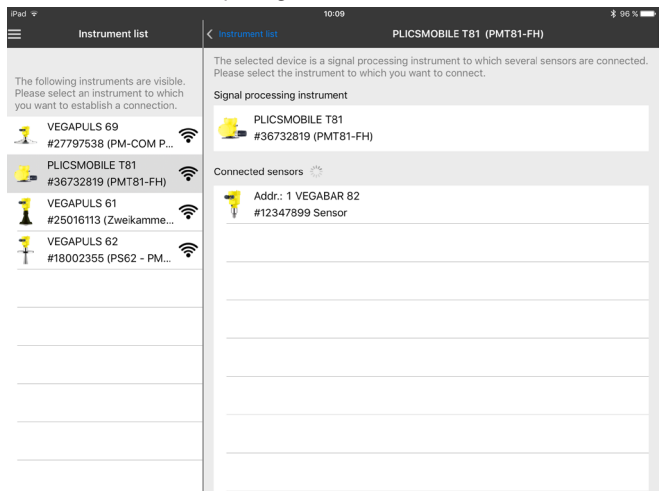 iPad
10:09
96 %
Instrument list
The following instruments are visible.
Please select an instrument to which
you want to establish a connection.
VEGAPULS 69
#27797538 (PM-COM P...
PLICSMOBILE T81
#36732819 (PMT81-FH)
VEGAPULS 61
#25016113 (Zweikamme...
VEGAPULS 62
#18002355 (PS62 - PM...
Instrument list
PLICSMOBILE T81 (PMT81-FH)
The selected device is a signal processing instrument to which several sensors are connected.
Please select the instrument to which you want to connect.
Signal processing instrument
PLICSMOBILE T81
#36732819 (PMT81-FH)
Connected sensors
Addr.: 1 VEGABAR 82
#12347899 Sensor